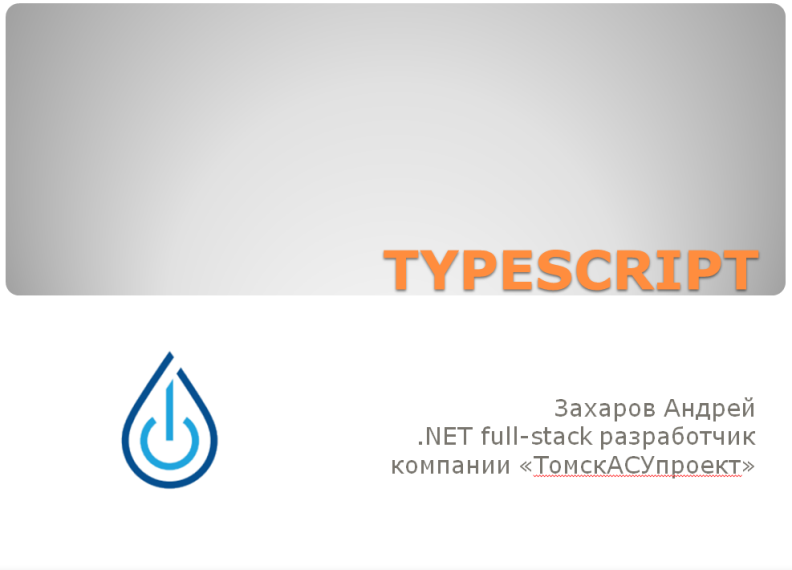 TYPESCRIPT
Захаров Андрей
.NET full-stack разработчик
компании «ТомскАСУпроект»